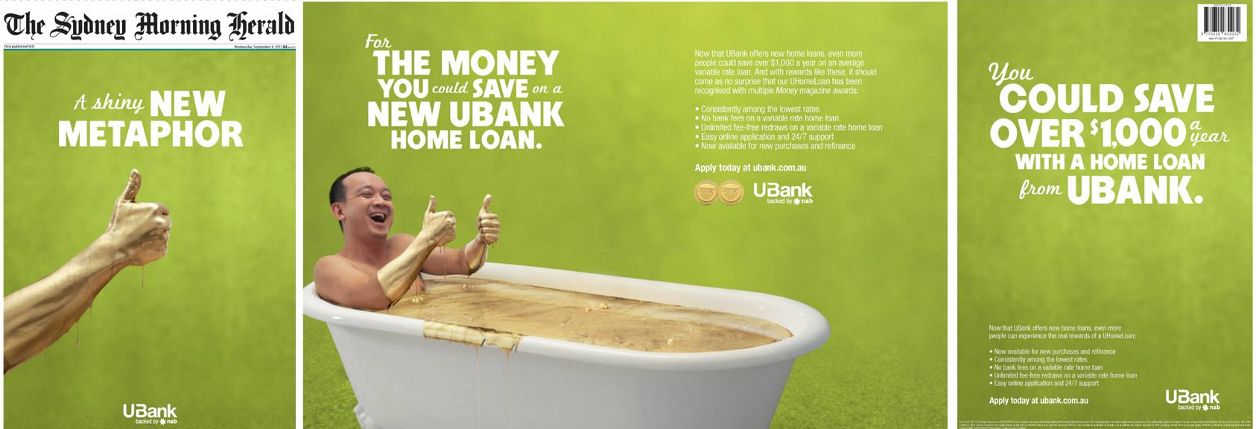 The Sydney Morning Herald
First published 1831
Wednesday, September 4, 2013
A shiny NEW
METAPHOR
UBank
backed by nab
For
THE MONEY
YOU could SAVE on a
NEW UBANK
HOME LOAN.
Now that UBank offers new home loans, even more
people could save over $1,000 a year on an average
variable rate loan. And with rewards like these, it should
come as no surprise that our UHomeLoan has been
recognised with multiple Money magazine awards:
• Consistently among the lowest rates
• No bank fees on a variable rate home loan
• Unlimited fee-free redraws on a variable rate home loan
• Easy online application and 24/7 support
• Now available for new purchases and refinance
Apply today at ubank.com.au
UBank
backed by nab
You
COULD SAVE
OVER $1,000 a year
WITH A HOME LOAN
from UBANK.
Now that UBank offers new home loans, even more
people can experience the real rewards of a UHomeLoan:
• Now available for new purchases and refinance
• Consistently among the lowest rates
• No bank fees on a variable rate home loan
• Unlimited fee-free redraws on a variable rate home loan
• Easy online application and 24/7 support
Apply today at ubank.com.au
UBank
backed by nab